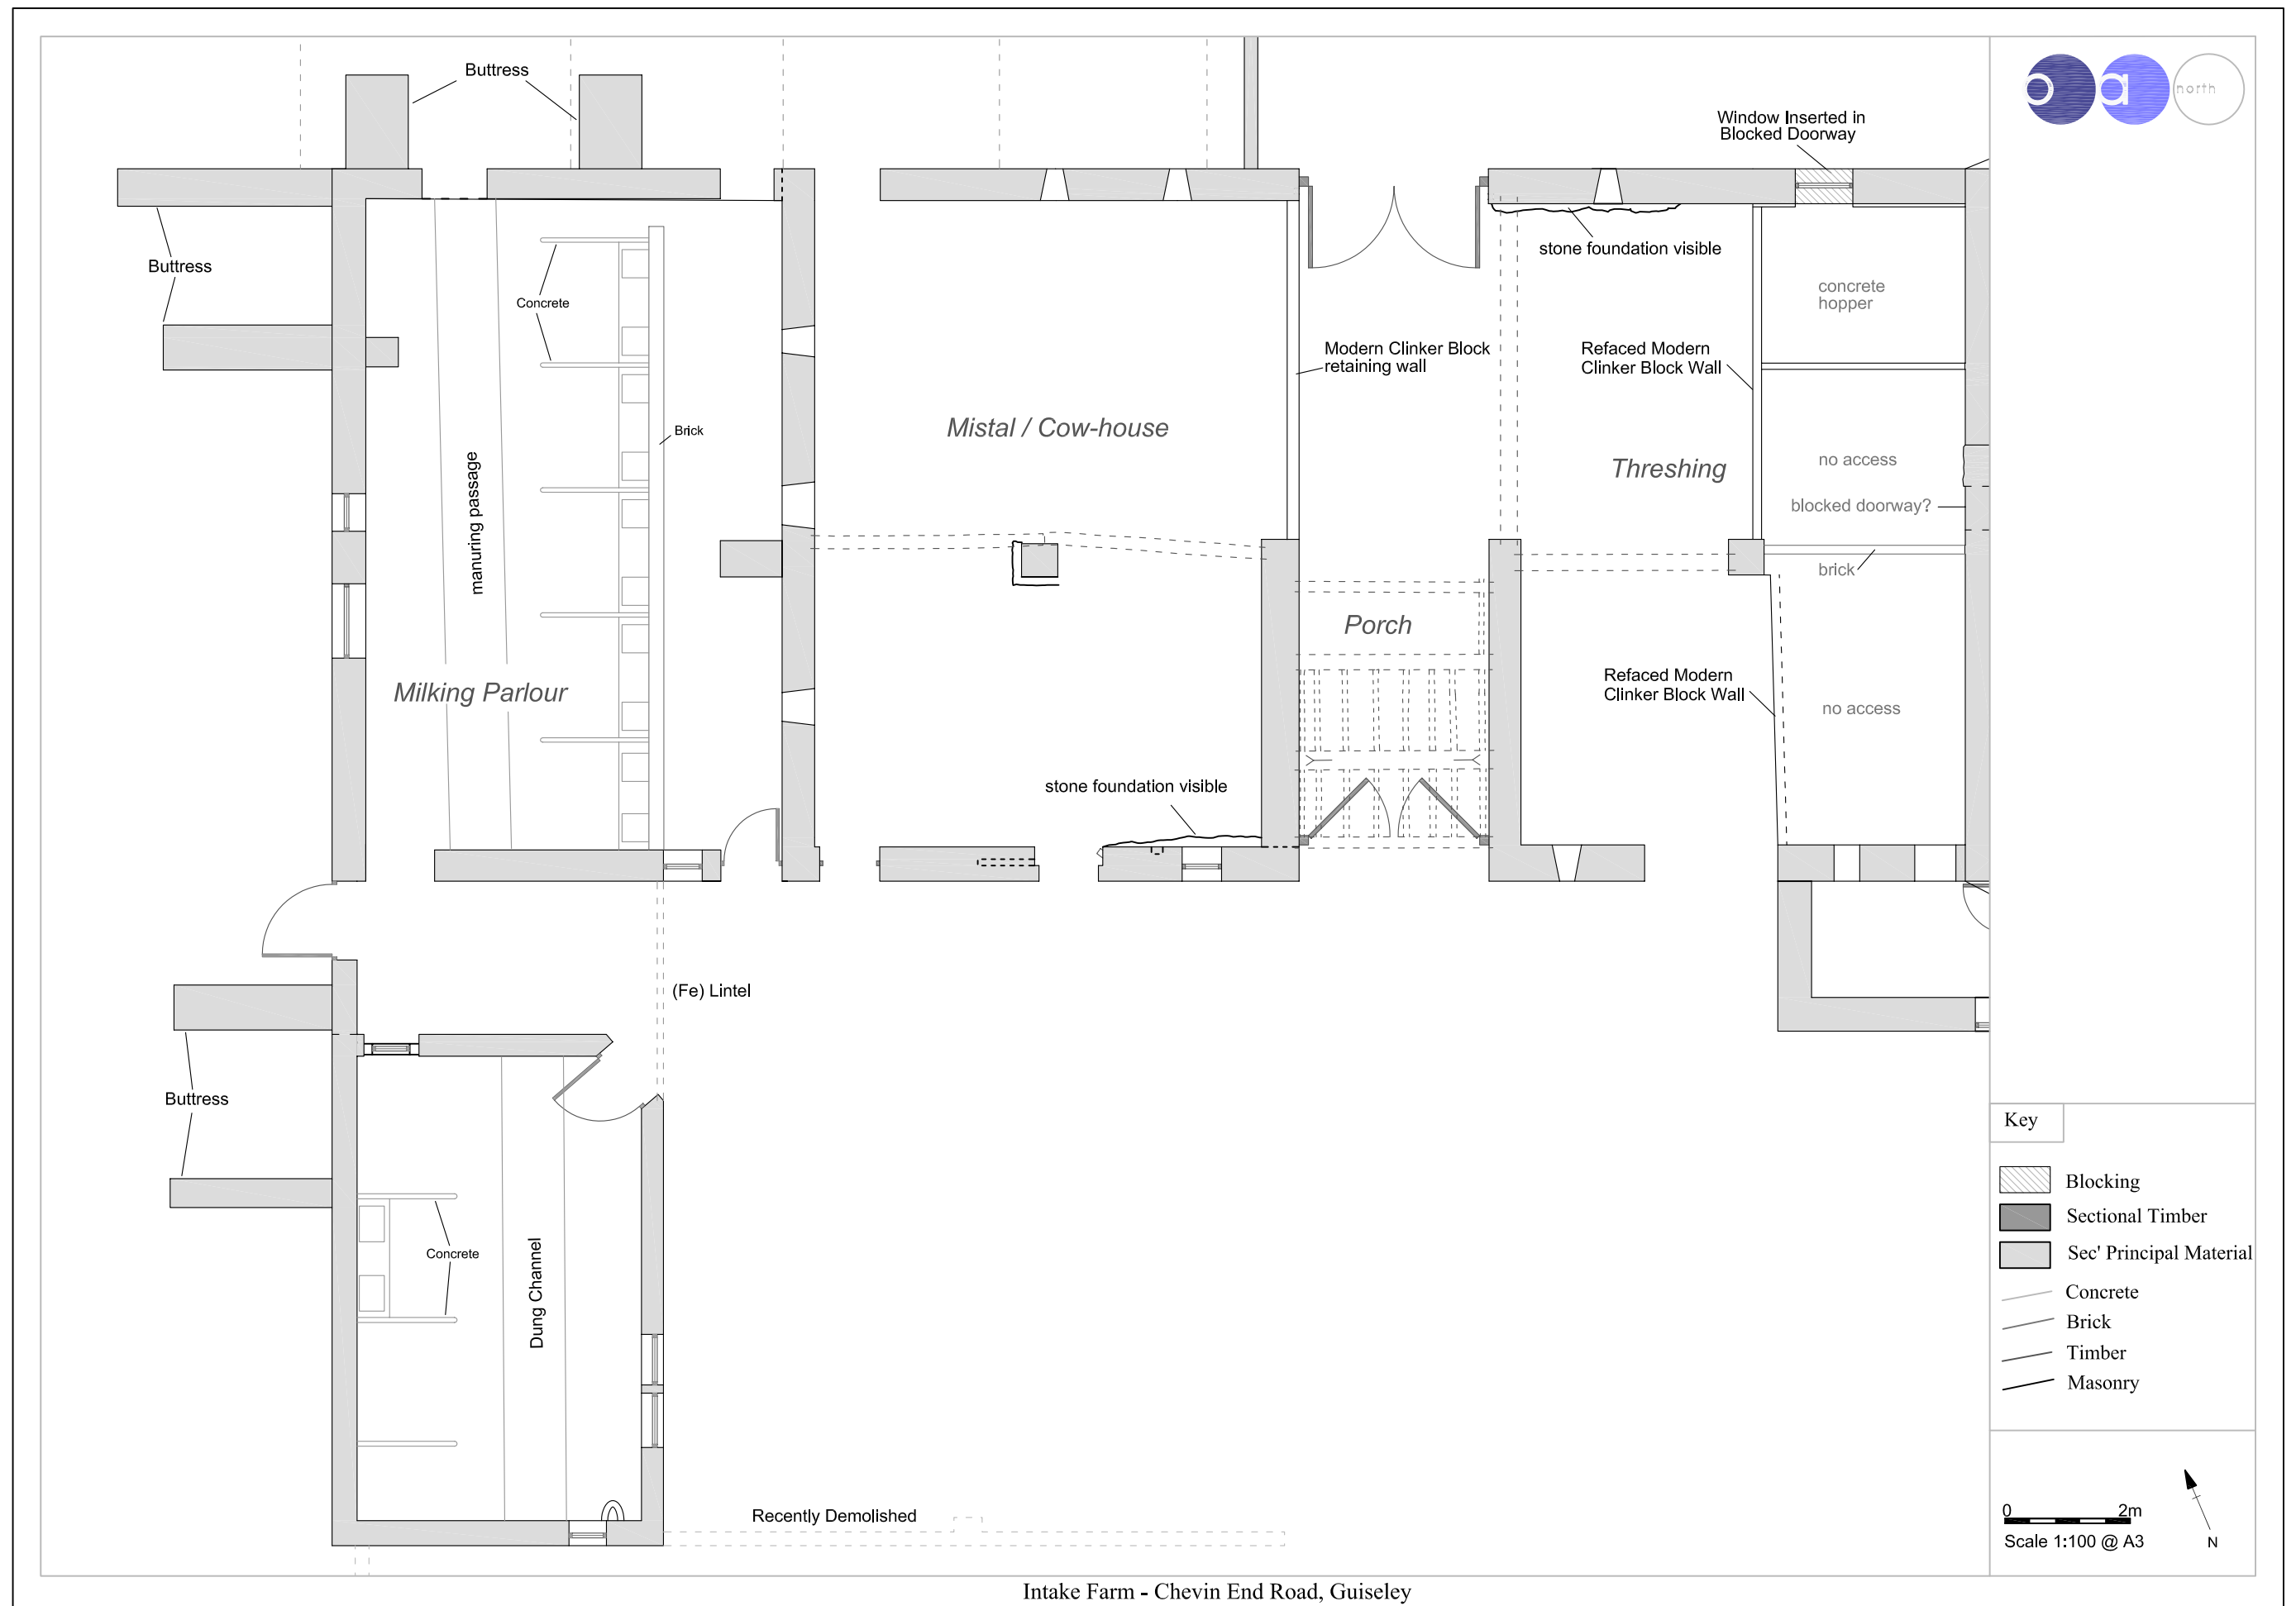 Buttress
oa north
Window Inserted in
Blocked Doorway
stone foundation visible
Buttress
Concrete
concrete
hopper
Modern Clinker Block
retaining wall
Refaced Modern
Clinker Block Wall
Brick
Mistal / Cow-house
manuring passage
Threshing
no access
blocked doorway?
brick
Porch
Milking Parlour
Refaced Modern
Clinker Block Wall
no access
stone foundation visible
(Fe) Lintel
Buttress
Concrete
Dung Channel
Recently Demolished
Key
Blocking
Sectional Timber
Sec' Principal Material
Concrete
Brick
Timber
Masonry
0 2m
Scale 1:100 @ A3
N
Intake Farm - Chevin End Road, Guiseley